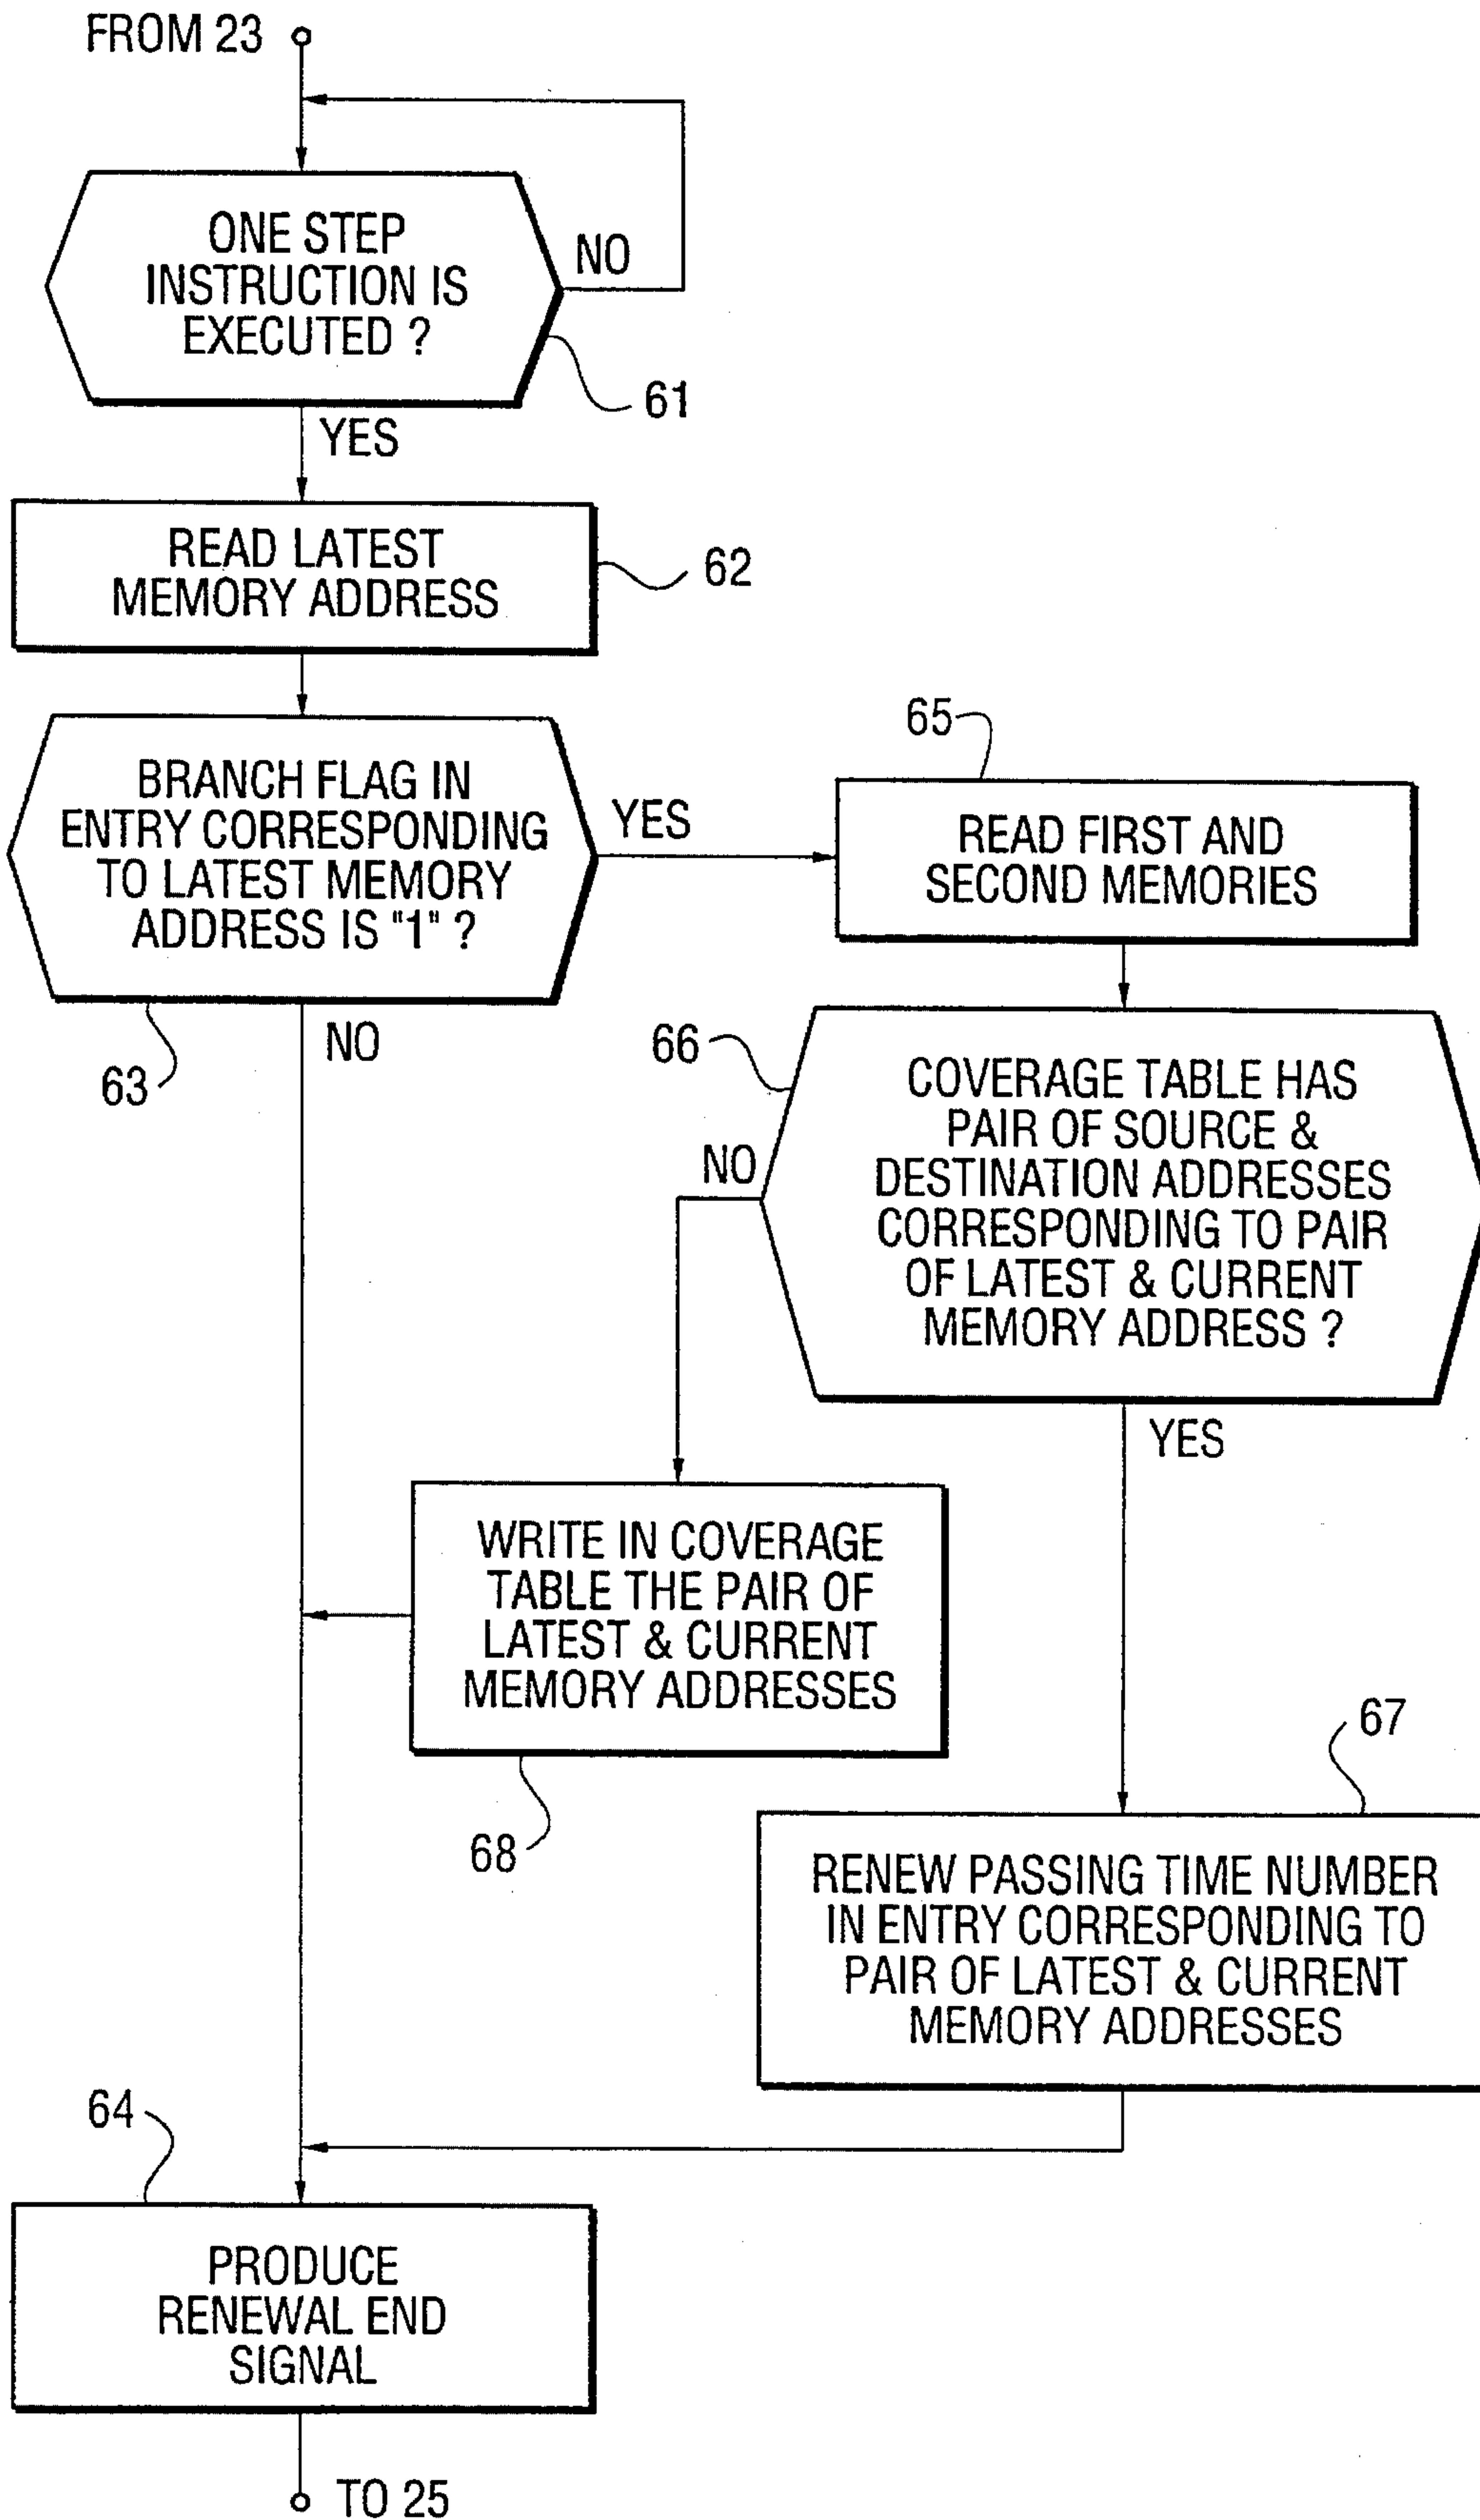 FROM 23
ONE STEP
INSTRUCTION IS
EXECUTED ?
NO
61
YES
READ LATEST
MEMORY ADDRESS
62
BRANCH FLAG IN
ENTRY CORRESPONDING
TO LATEST MEMORY
ADDRESS IS "1" ?
YES
63
NO
65
READ FIRST AND
SECOND MEMORIES
66
COVERAGE TABLE HAS
PAIR OF SOURCE &
DESTINATION ADDRESSES
CORRESPONDING TO PAIR
OF LATEST & CURRENT
MEMORY ADDRESS ?
NO
YES
WRITE IN COVERAGE
TABLE THE PAIR OF
LATEST & CURRENT
MEMORY ADDRESSES
68
67
RENEW PASSING TIME NUMBER
IN ENTRY CORRESPONDING TO
PAIR OF LATEST & CURRENT
MEMORY ADDRESSES
64
PRODUCE
RENEWAL END
SIGNAL
TO 25